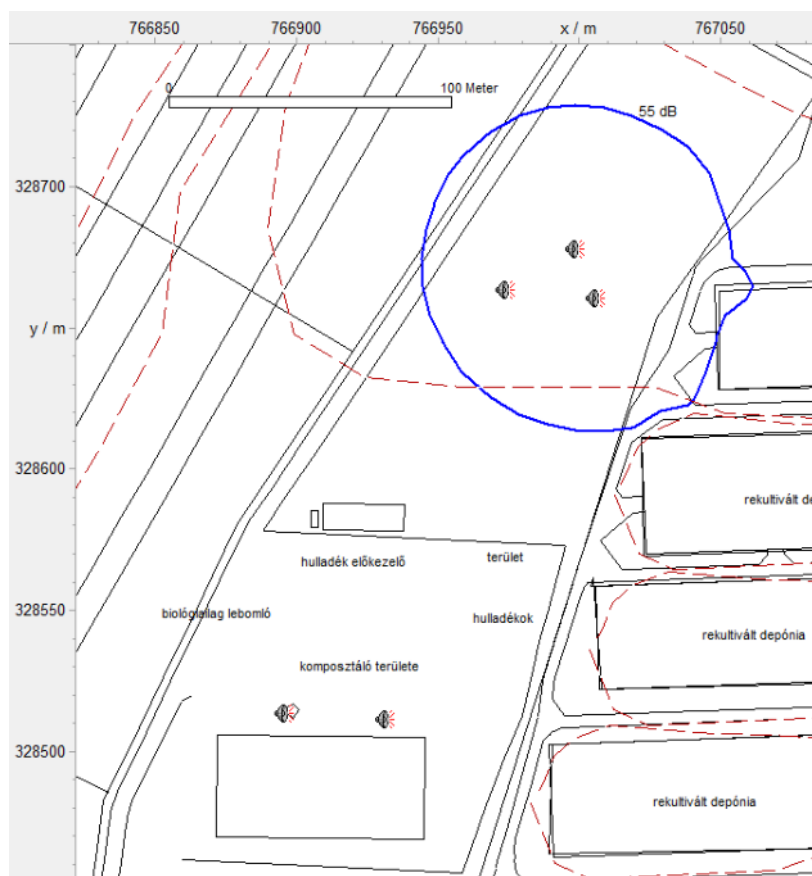 766850 766900 766950 x / m 767050
0 100 Meter
55 dB
328700
y / m
328600
rekultivált de
hulladék előkezelő terület
328550
biológiailag lebomló hulladékok
rekultivált depónia
komposztáló területe
328500
rekultivált depónia